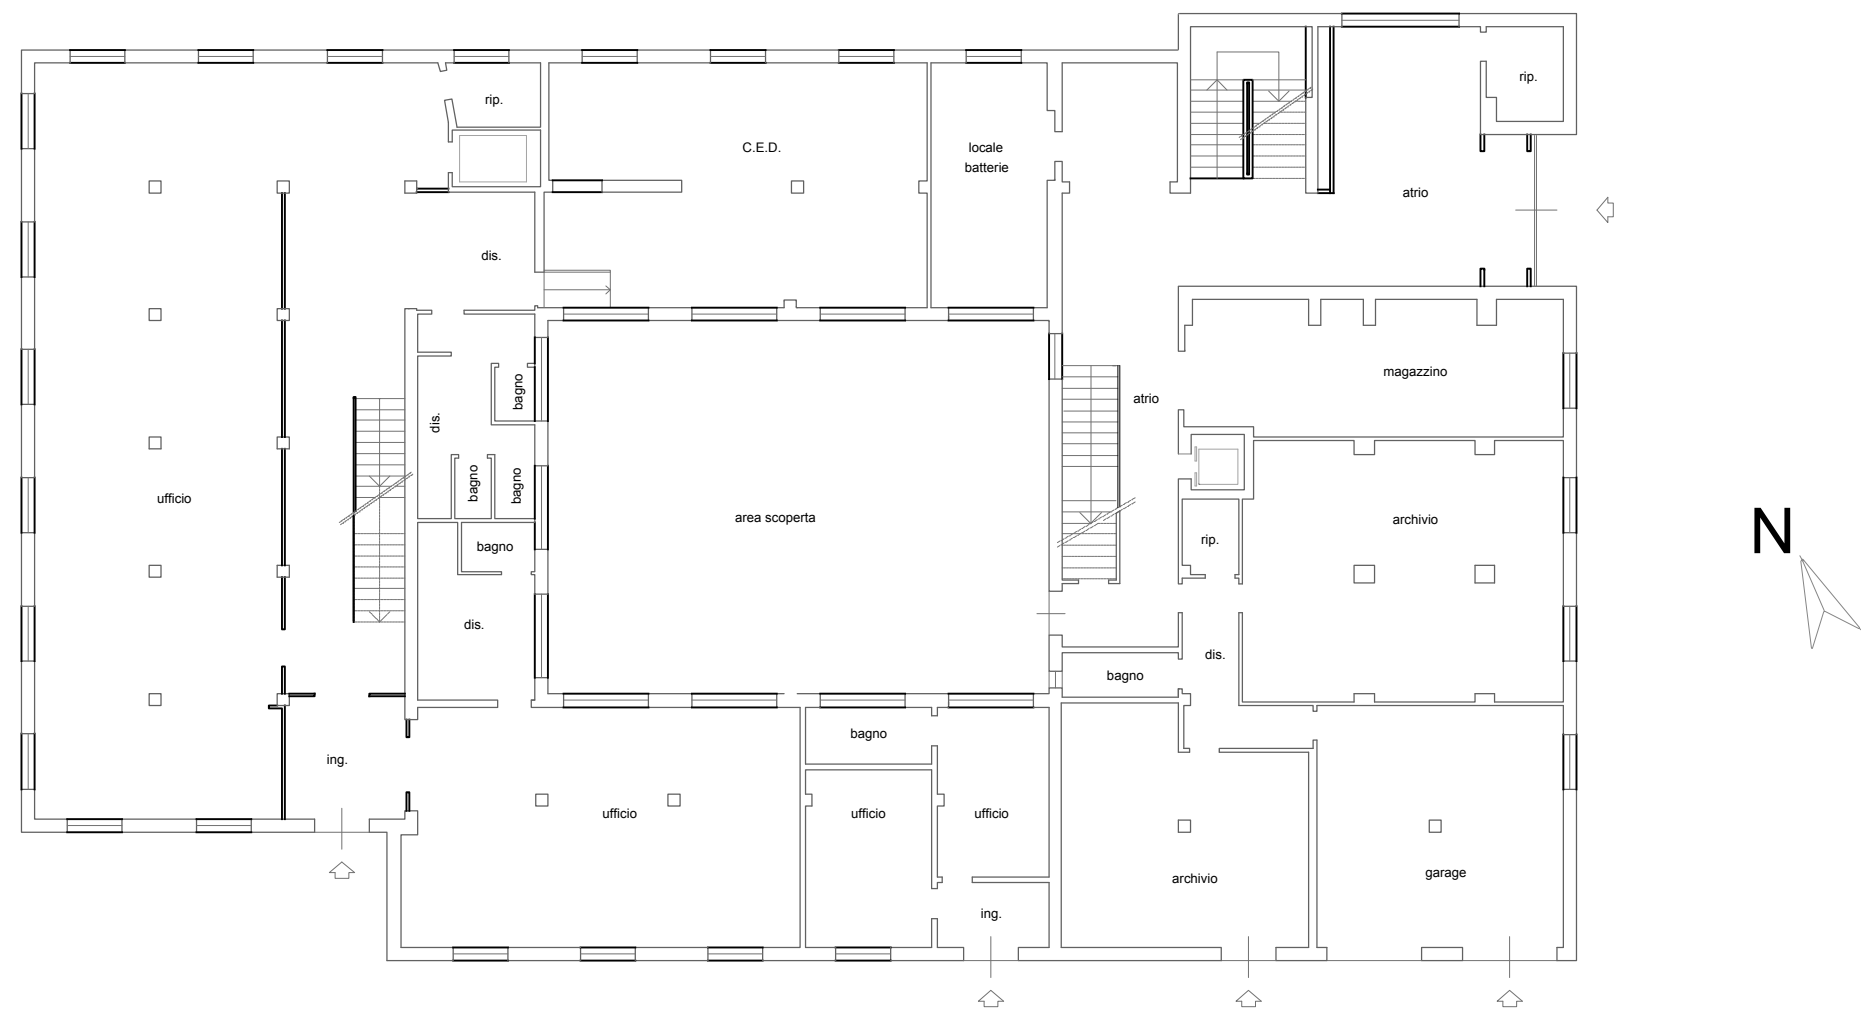 rip.
rip.
C.E.D.
locale
batterie
atrio
dis.
magazzino
bagno
atrio
dis.
bagno
bagno
ufficio
area scoperta
archivio
N
rip.
bagno
dis.
dis.
bagno
bagno
ing.
ufficio
ufficio
ufficio
archivio
garage
ing.